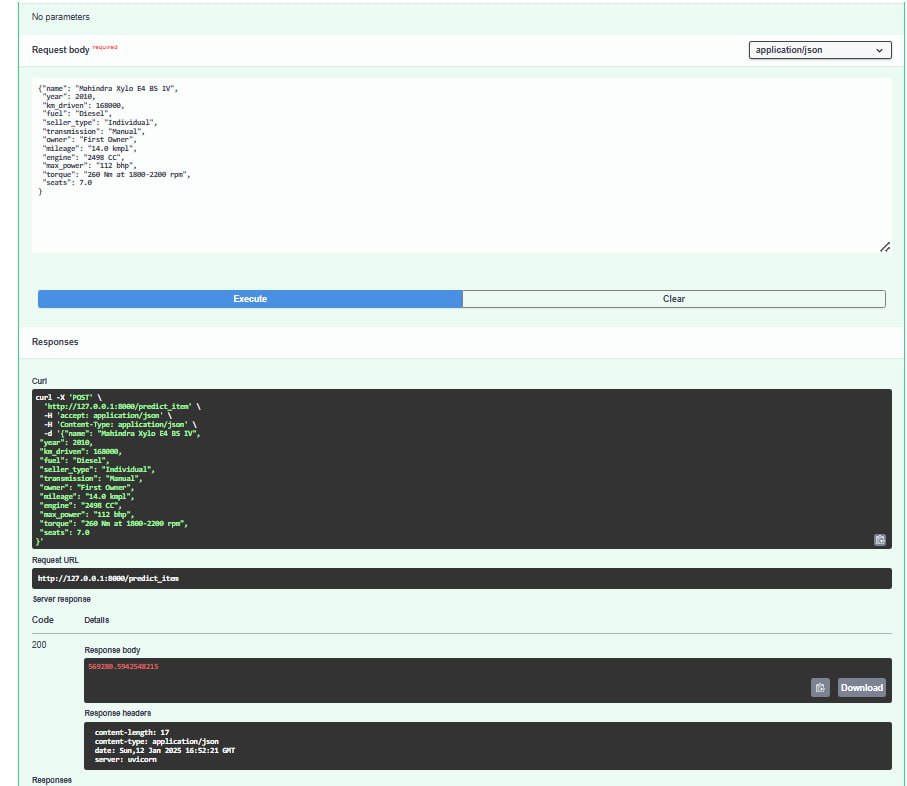 No parameters
Request body required
application/json
{"name": "Mahindra Xylo E4 BS IV",
"year": 2010,
"km_driven": 168000,
"fuel": "Diesel",
"seller_type": "Individual",
"transmission": "Manual",
"owner": "First Owner",
"mileage": "14.0 kmpl",
"engine": "2498 CC",
"max_power": "112 bhp",
"torque": "260 Nm at 1800-2200 rpm",
"seats": 7.0
}
Execute
Clear
Responses
Curl
curl -X 'POST' \
'http://127.0.0.1:8000/predict_item' \
-H 'accept: application/json' \
-H 'Content-Type: application/json' \
-d '{"name": "Mahindra Xylo E4 BS IV",
"year": 2010,
"km_driven": 168000,
"fuel": "Diesel",
"seller_type": "Individual",
"transmission": "Manual",
"owner": "First Owner",
"mileage": "14.0 kmpl",
"engine": "2498 CC",
"max_power": "112 bhp",
"torque": "260 Nm at 1800-2200 rpm",
"seats": 7.0
}'
Request URL
http://127.0.0.1:8000/predict_item
Server response
Code
Details
200
Response body
569280.5942548215
Download
Response headers
content-length: 17
content-type: application/json
date: Sun,12 Jan 2025 16:52:21 GMT
server: uvicorn
Responses